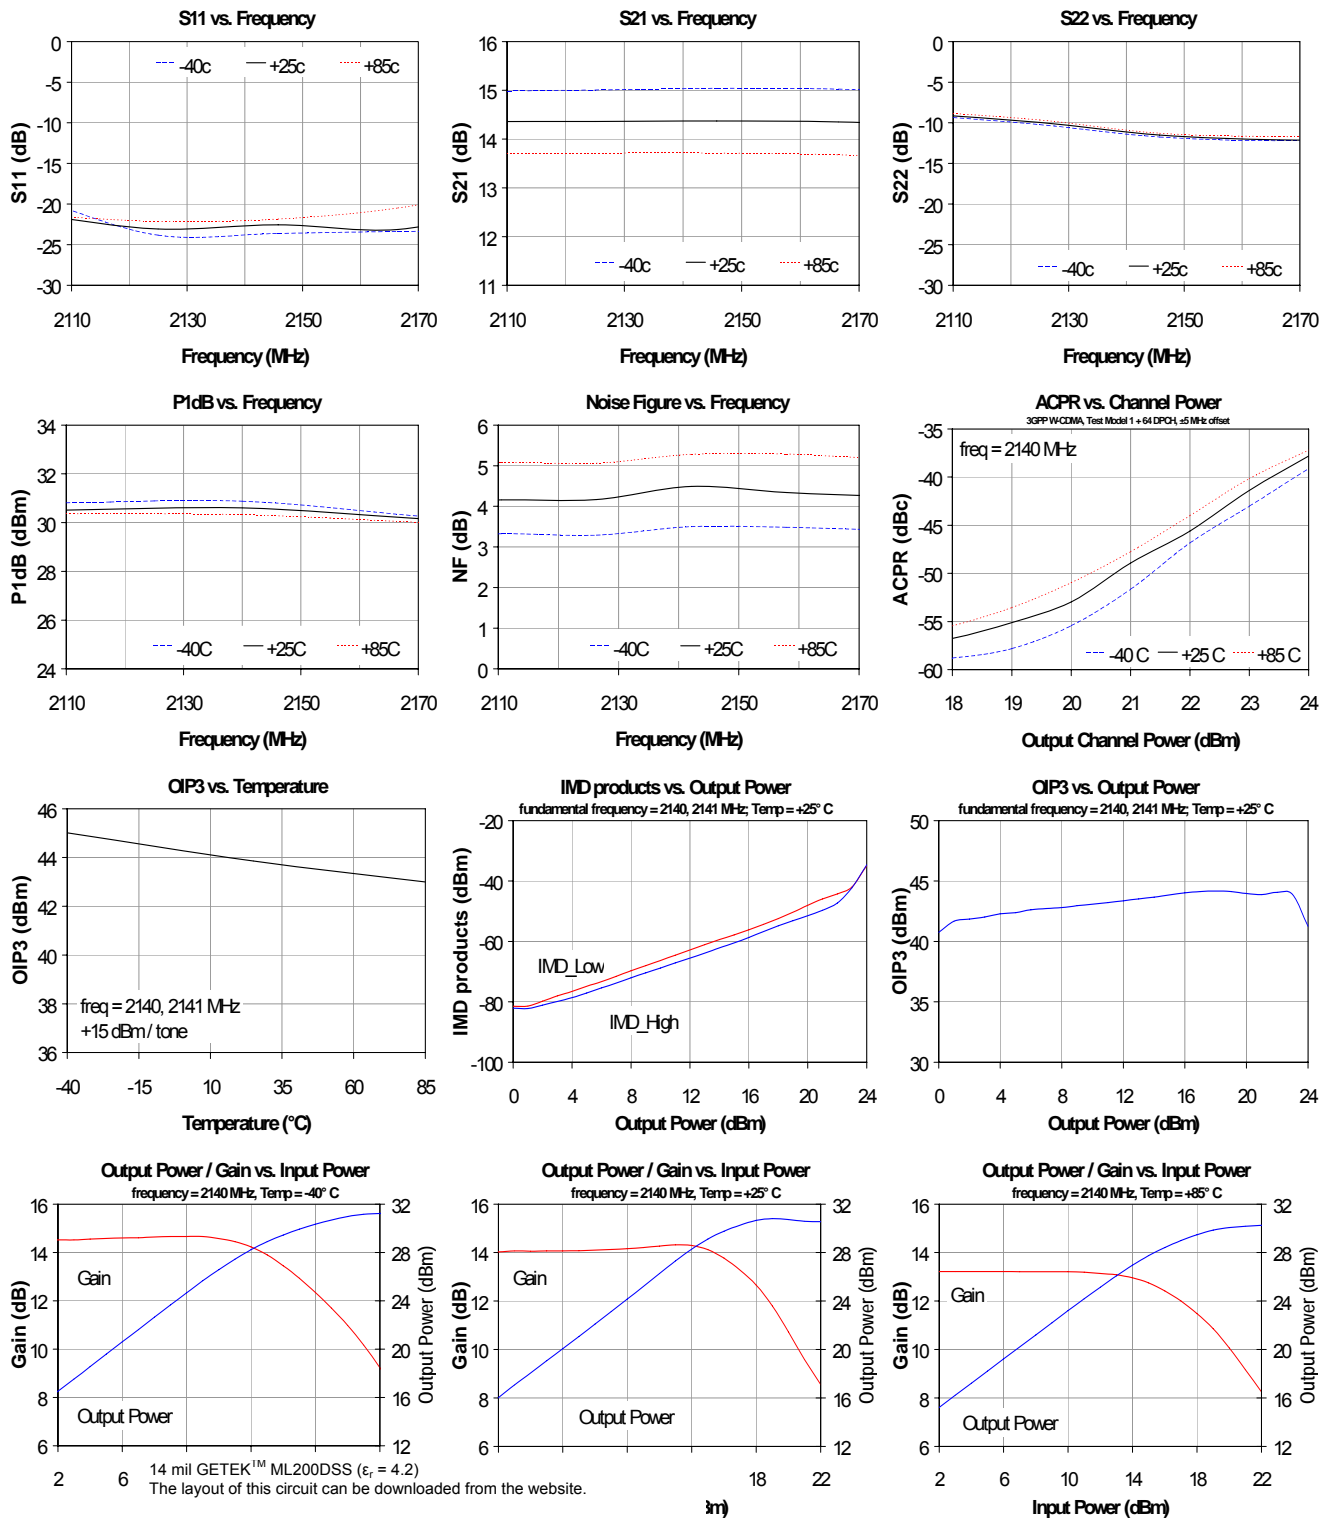 S11 vs. Frequency
0
-5
-10
-15
-20
-25
-30
S11 (dB)
-40c +25c +85c
2110 2130 2150 2170
Frequency (MHz)
S21 vs. Frequency
16
15
14
13
12
11
S21 (dB)
-40c +25c +85c
2110 2130 2150 2170
Frequency (MHz)
S22 vs. Frequency
0
-5
-10
-15
-20
-25
-30
S22 (dB)
-40c +25c +85c
2110 2130 2150 2170
Frequency (MHz)
P1dB vs. Frequency
34
32
30
28
26
24
P1dB (dBm)
-40C +25C +85C
2110 2130 2150 2170
Frequency (MHz)
Noise Figure vs. Frequency
6
5
4
3
2
1
0
NF (dB)
-40C +25C +85C
2110 2130 2150 2170
Frequency (MHz)
ACPR vs. Channel Power
3GPP W-CDMA, Test Model 1 + 64 DPCH, ±5 MHz offset
freq = 2140 MHz
-35
-40
-45
-50
-55
-60
ACPR (dBc)
-40 C +25 C +85 C
18 19 20 21 22 23 24
Output Channel Power (dBm)
OIP3 vs. Temperature
46
44
42
40
38
36
OIP3 (dBm)
freq = 2140, 2141 MHz
+15 dBm / tone
-40 -15 10 35 60 85
Temperature (°C)
IMD products vs. Output Power
fundamental frequency = 2140, 2141 MHz; Temp = +25° C
-20
-40
-60
-80
-100
IMD products (dBm)
IMD_Low
IMD_High
0 4 8 12 16 20 24
Output Power (dBm)
OIP3 vs. Output Power
fundamental frequency = 2140, 2141 MHz; Temp = +25° C
50
45
40
35
30
OIP3 (dBm)
0 4 8 12 16 20 24
Output Power (dBm)
Output Power / Gain vs. Input Power
frequency = 2140 MHz, Temp = -40° C
16
14
12
10
8
6
Gain (dB)
Gain
Output Power
32
28
24
20
16
12
Output Power (dBm)
2 6
Output Power / Gain vs. Input Power
frequency = 2140 MHz, Temp = +25° C
16
14
12
10
8
6
Gain (dB)
Gain
Output Power
32
28
24
20
16
12
Output Power (dBm)
18 22
Bm)
Output Power / Gain vs. Input Power
frequency = 2140 MHz, Temp = +85° C
16
14
12
10
8
6
Gain (dB)
Gain
Output Power
32
28
24
20
16
12
Output Power (dBm)
2 6 10 14 18 22
Input Power (dBm)
14 mil GETEK™ ML200DSS (εr = 4.2)
The layout of this circuit can be downloaded from the website.